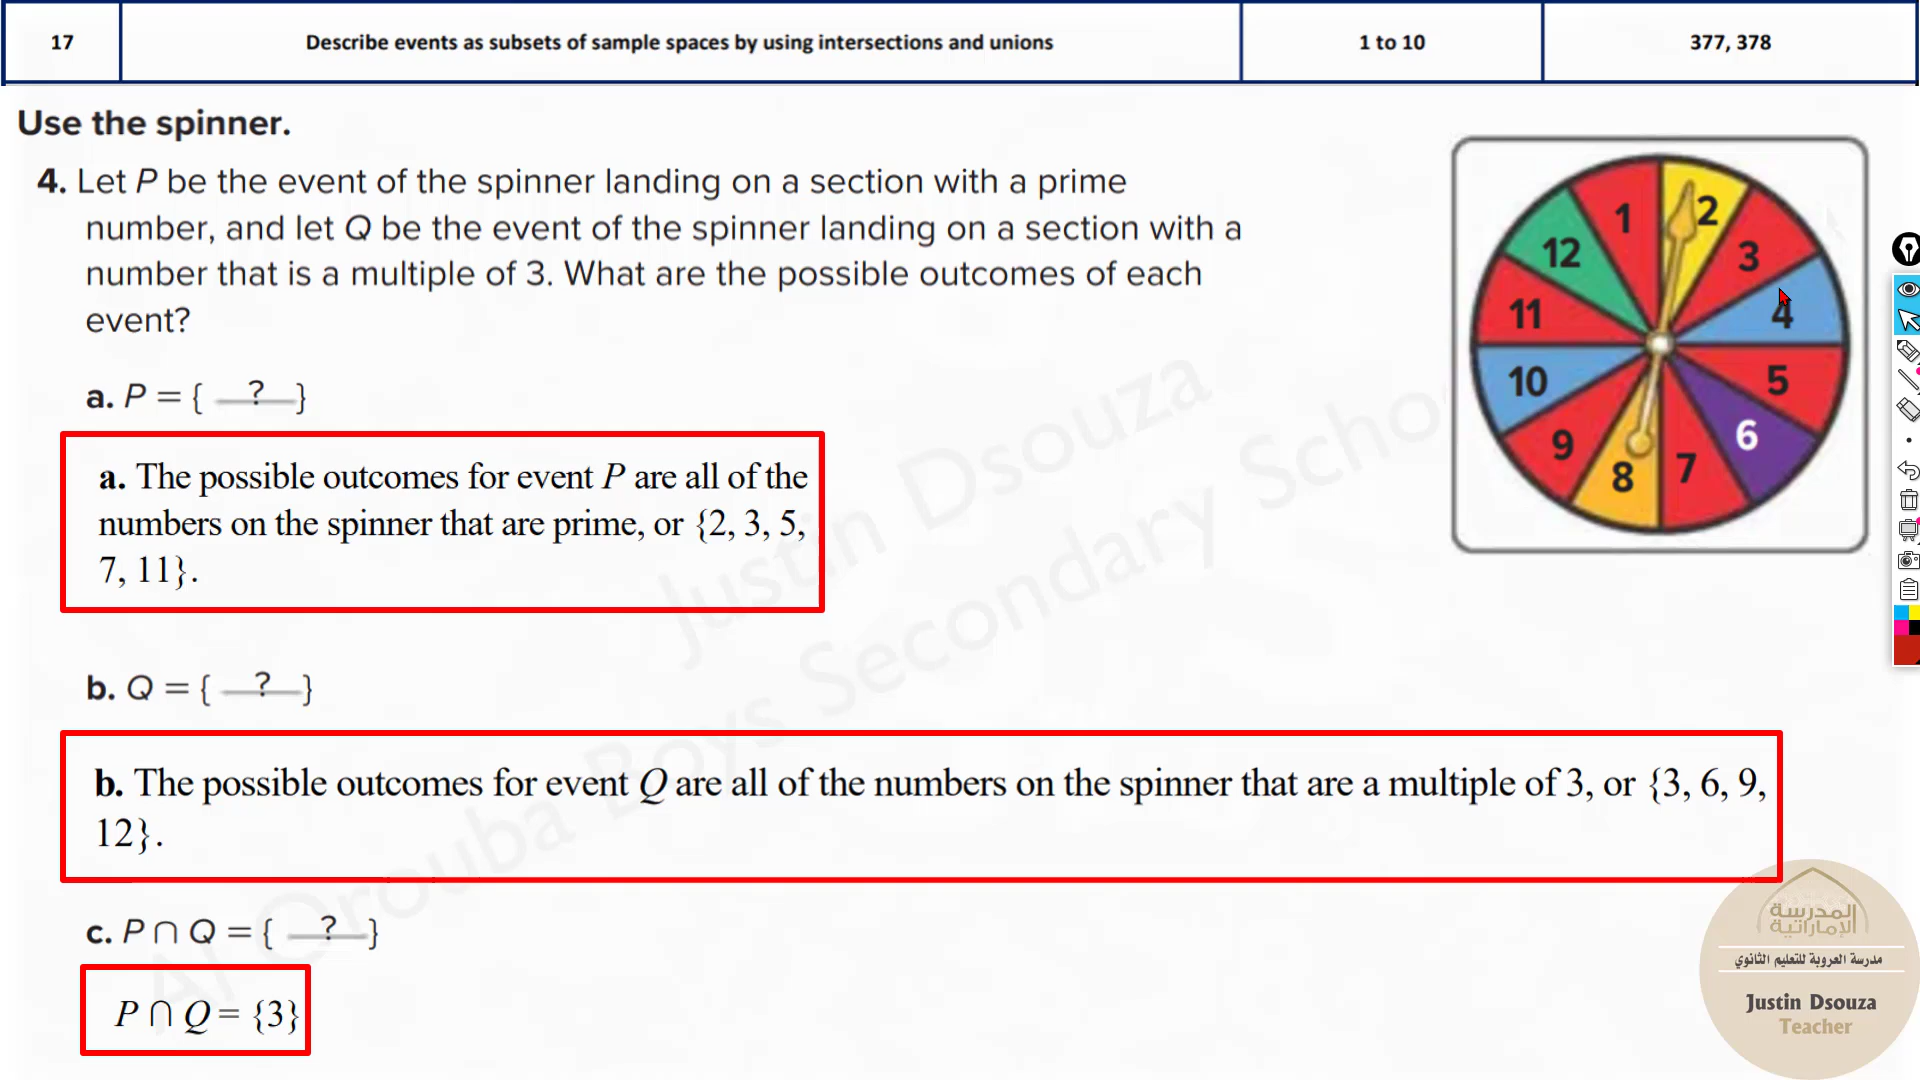 17
Describe events as subsets of sample spaces by using intersections and unions
1 to 10
377, 378
Use the spinner.
4. Let P be the event of the spinner landing on a section with a prime
number, and let Q be the event of the spinner landing on a section with a
number that is a multiple of 3. What are the possible outcomes of each
event?
1
2
3
4
5
6
7
8
9
10
11
12
a. P = { ? }
a. The possible outcomes for event P are all of the
numbers on the spinner that are prime, or {2, 3, 5,
7, 11}.
b. Q = { ? }
b. The possible outcomes for event Q are all of the numbers on the spinner that are a multiple of 3, or {3, 6, 9,
12}.
c. P ∩ Q = { ? }
P ∩ Q = {3}
Justin Dsouza
Al Orouba Boys Secondary Schoo
المدرسة
الإماراتية
مدرسة العروبة للتعليم الثانوي
Justin Dsouza
Teacher